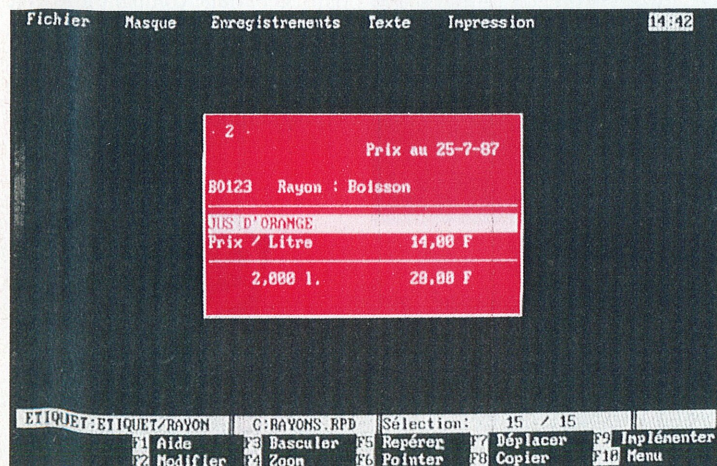 Fichier Masque Enregistrements Texte Impression 14:42
- 2 -
Prix au 25-7-87
B0123 Rayon : Boisson
JUS D'ORANGE
Prix / Litre 14,00 F
2,000 l. 28,00 F
ETIQUET:ETIQUET/RAYON C:RAYONS.RPD Sélection: 15 / 15
F1 Aide F3 Basculer F5 Repérer F7 Déplacer F9 Implémenter
F2 Modifier F4 Zoom F6 Pointer F8 Copier F10 Menu